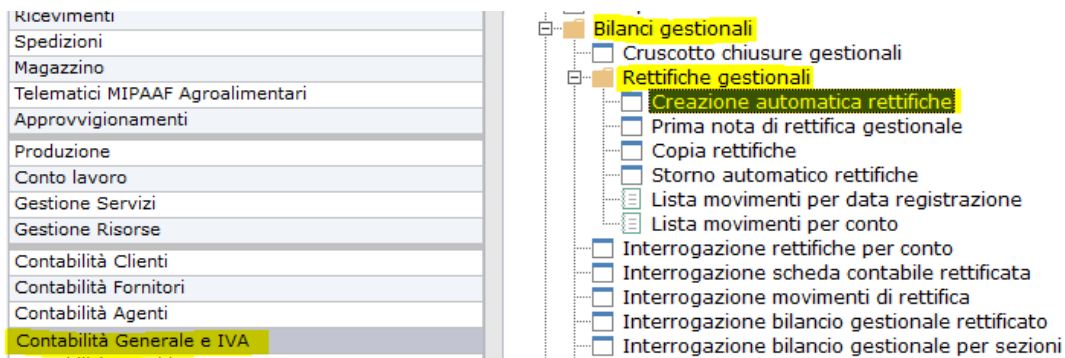 Ricevimenti
Spedizioni
Magazzino
Telematici MIPAAF Agroalimentari
Approvvigionamenti
Produzione
Conto lavoro
Gestione Servizi
Gestione Risorse
Contabilità Clienti
Contabilità Fornitori
Contabilità Agenti
Contabilità Generale e IVA
Bilanci gestionali
Cruscotto chiusure gestionali
Rettifiche gestionali
Creazione automatica rettifiche
Prima nota di rettifica gestionale
Copia rettifiche
Storno automatico rettifiche
Lista movimenti per data registrazione
Lista movimenti per conto
Interrogazione rettifiche per conto
Interrogazione scheda contabile rettificata
Interrogazione movimenti di rettifica
Interrogazione bilancio gestionale rettificato
Interrogazione bilancio gestionale per sezioni